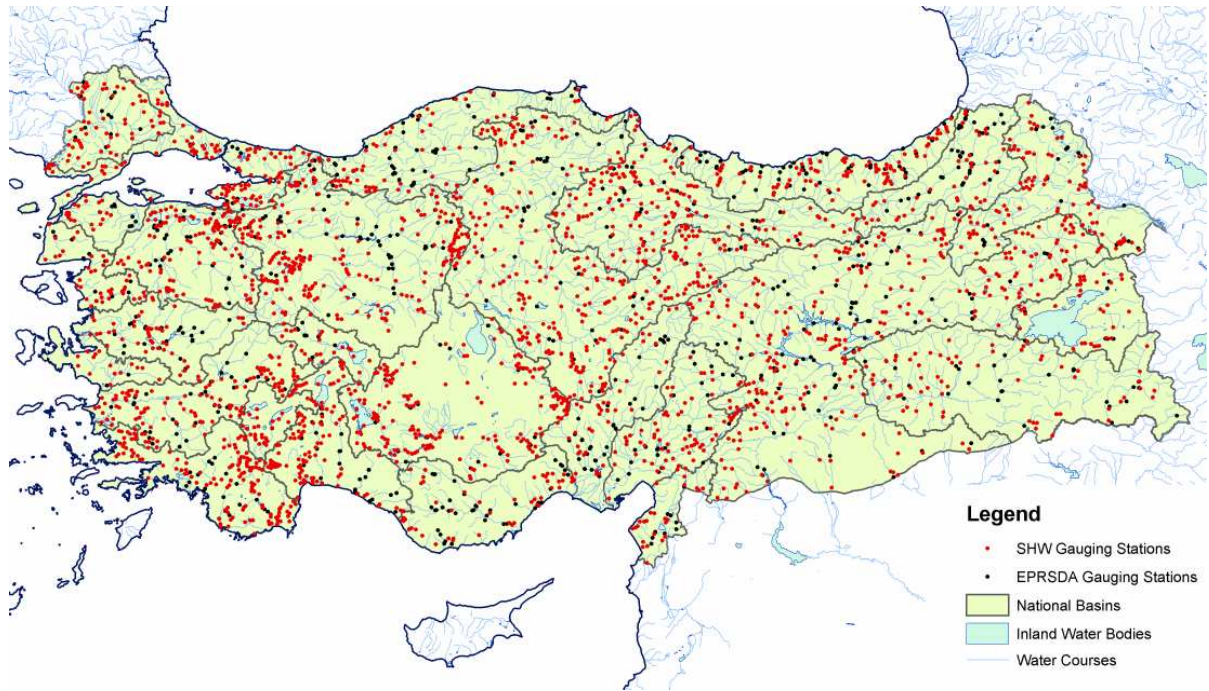 Legend
SHW Gauging Stations
EPRSDA Gauging Stations
National Basins
Inland Water Bodies
Water Courses